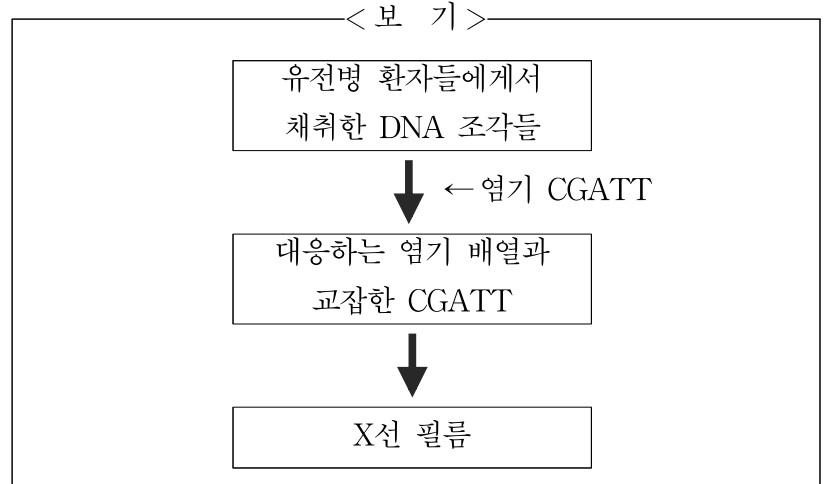 <보 기>
유전병 환자들에게서
채취한 DNA 조각들
←염기 CGATT
대응하는 염기 배열과
교잡한 CGATT
X선 필름